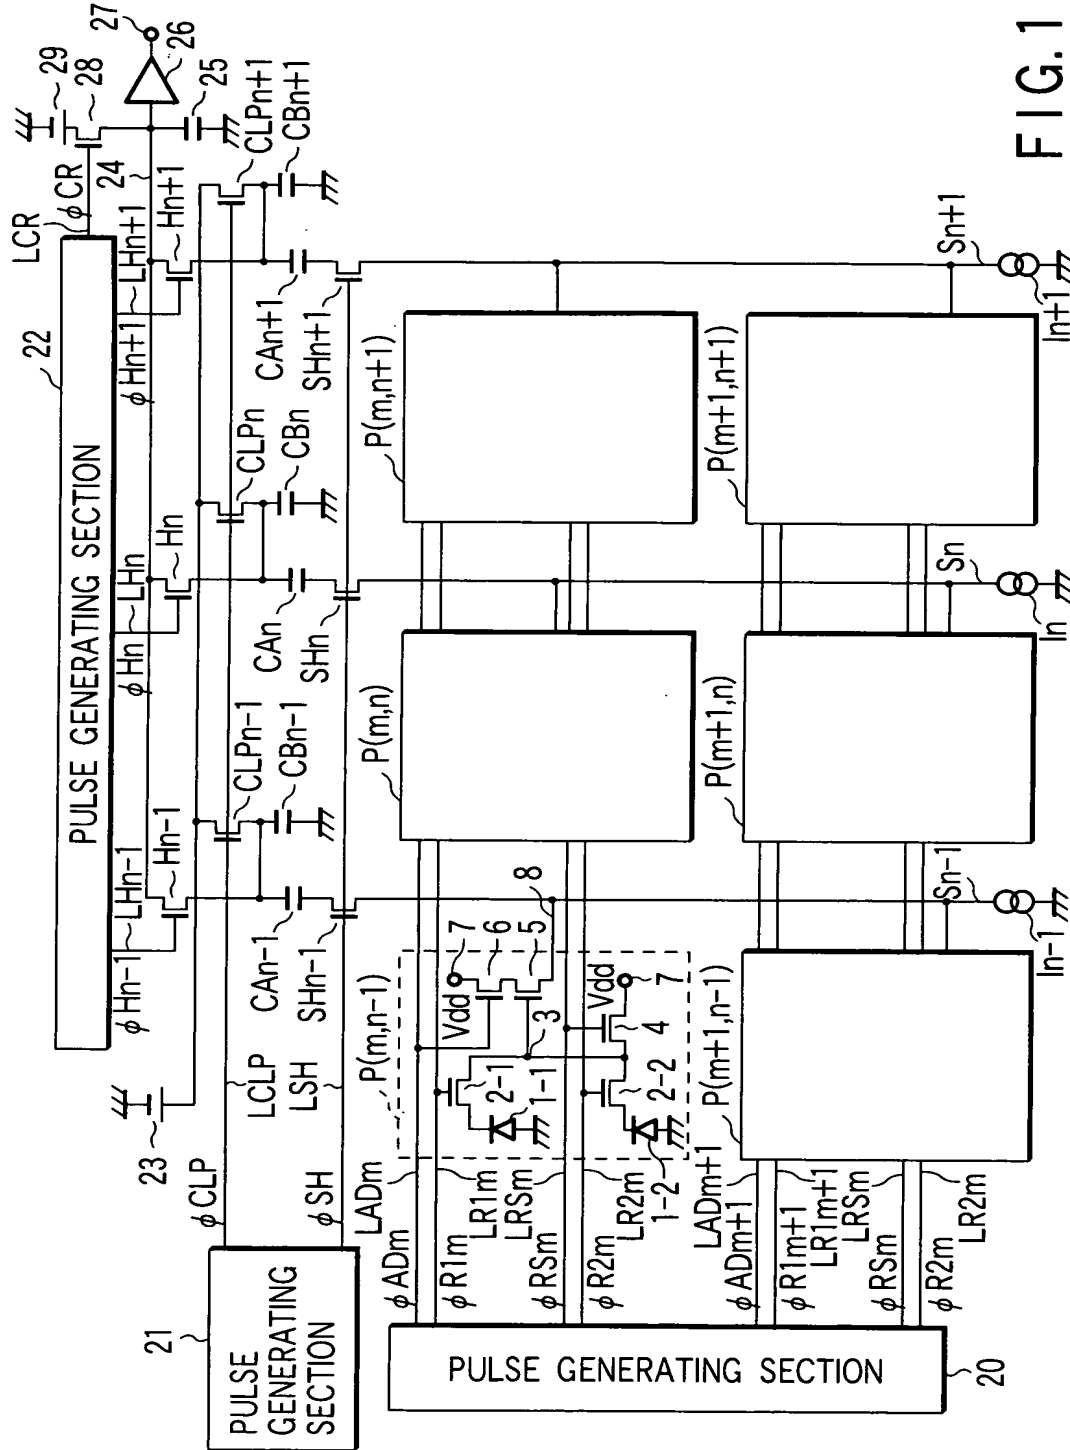 FIG. 1
22
PULSE GENERATING SECTION
LCR
φCR
29
28
27
26
25
24
φHn-1
LHn-1
Hn-1
φHn
LHn
Hn
φHn+1
LHn+1
Hn+1
23
CLPn-1
CBn-1
CLPn
CBn
CLPn+1
CBn+1
CAn-1
SHn-1
CAn
SHn
CAn+1
SHn+1
21
PULSE
GENERATING
SECTION
φCLP
LCLP
φSH
LSH
P(m,n-1)
P(m,n)
P(m,n+1)
Vdd
7
6
5
8
3
2-1
1-1
Vdd
7
4
2-2
1-2
φADm
LADm
φR1m
LR1m
φRSm
LRSm
φR2m
LR2m
P(m+1,n-1)
P(m+1,n)
P(m+1,n+1)
φADm+1
LADm+1
φR1m+1
LR1m+1
φRSm
LRSm
φR2m
LR2m
Sn-1
Sn
Sn+1
In-1
In
In+1
PULSE GENERATING SECTION
20